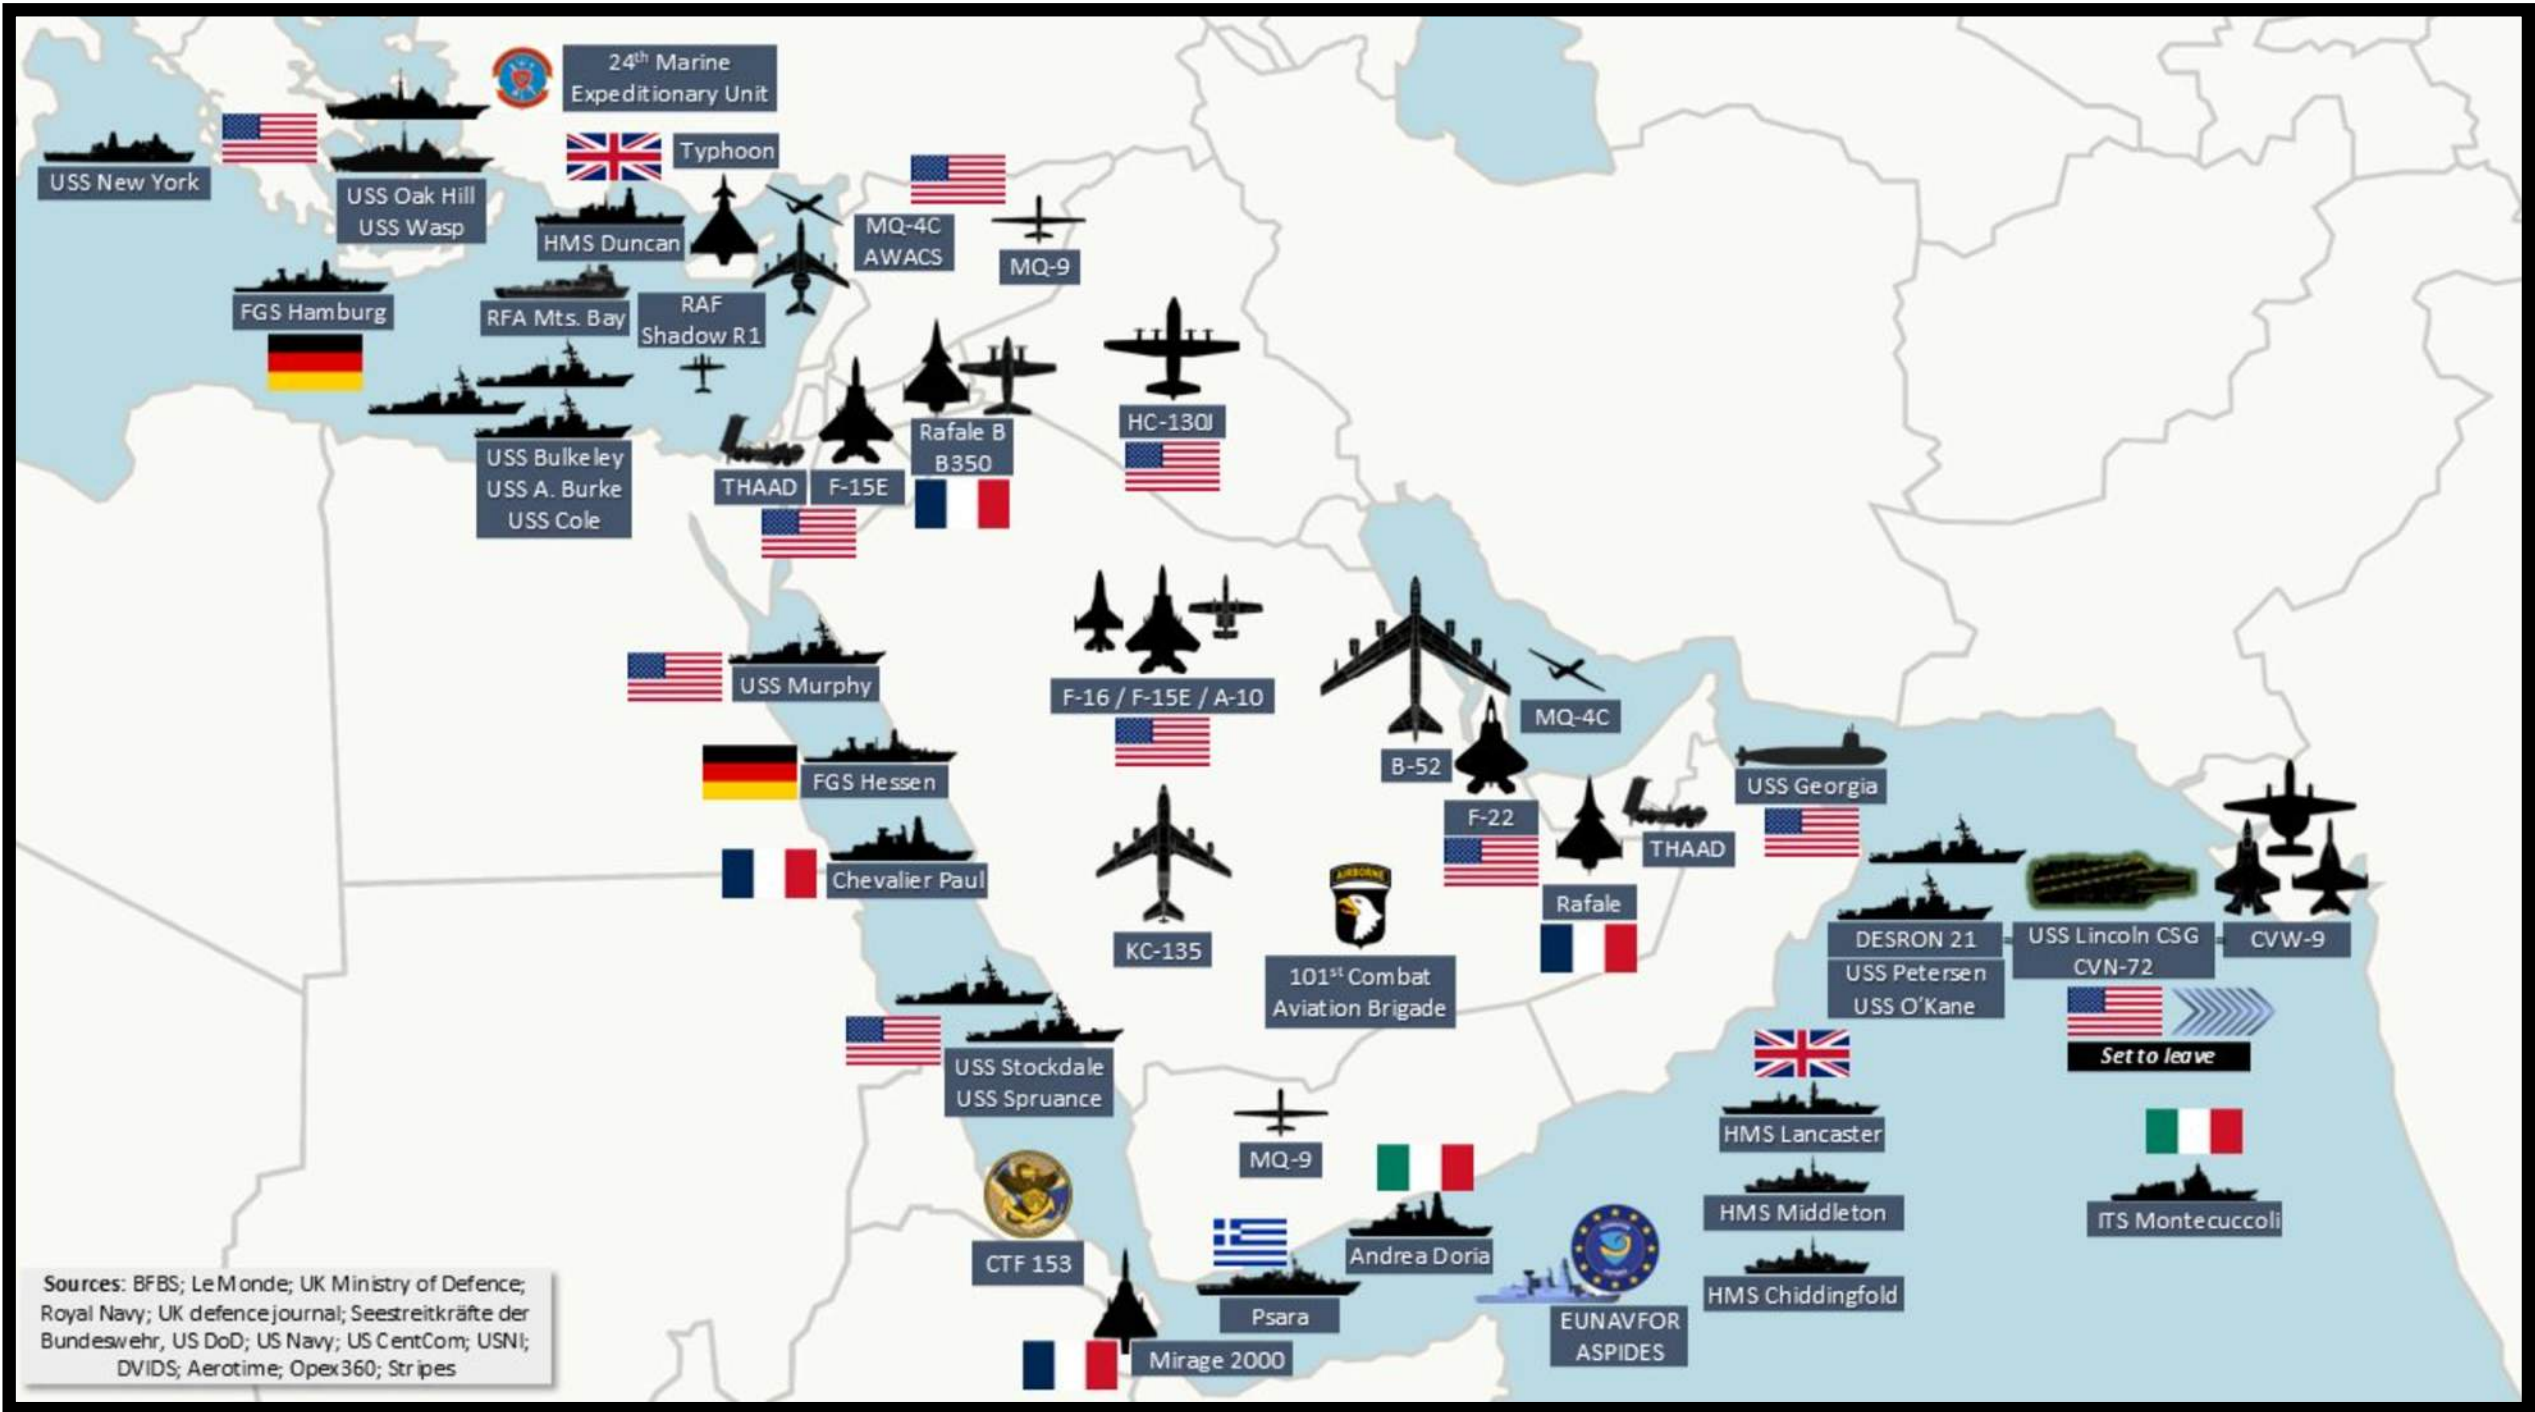 24th Marine
Expeditionary Unit
Typhoon
USS New York
USS Oak Hill
USS Wasp
HMS Duncan
MQ-4C
AWACS
MQ-9
FGS Hamburg
RFA Mts. Bay
RAF
Shadow R1
HC-130J
Rafale B
B350
USS Bulkeley
USS A. Burke
USS Cole
THAAD
F-15E
USS Murphy
F-16 / F-15E / A-10
MQ-4C
B-52
FGS Hessen
USS Georgia
F-22
THAAD
Chevalier Paul
AIRBORNE
Rafale
KC-135
DESRON 21
USS Petersen
USS O'Kane
USS Lincoln CSG
CVN-72
CVW-9
101st Combat
Aviation Brigade
Set to leave
USS Stockdale
USS Spruance
HMS Lancaster
MQ-9
HMS Middleton
ITS Montecuccoli
CTF 153
Andrea Doria
HMS Chiddingfold
Psara
EUNAVFOR
ASPIDES
Mirage 2000
Sources: BFBS; Le Monde; UK Ministry of Defence;
Royal Navy; UK defence journal; Seestreitkräfte der
Bundeswehr, US DoD; US Navy; US CentCom; USNI;
DVIDS; Aerotime; Opex360; Stripes